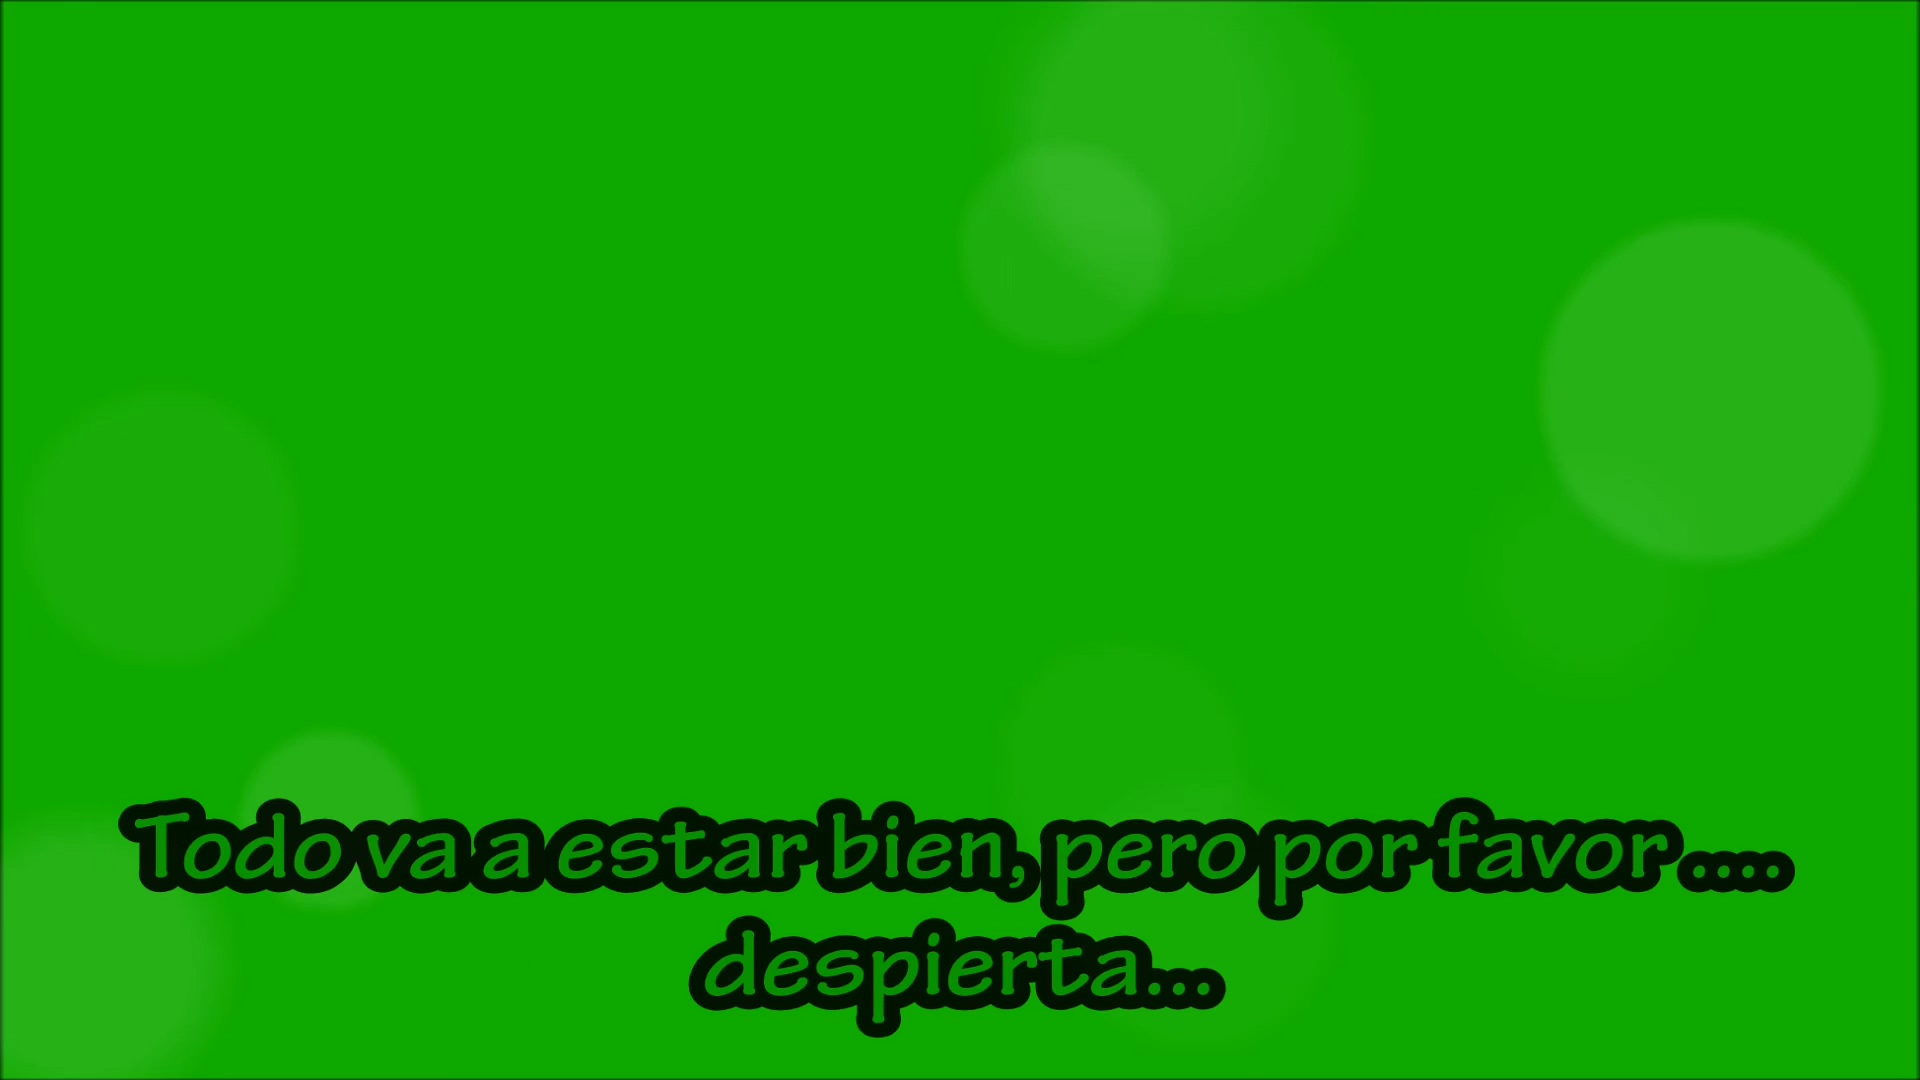 Todo va a estar bien, pero por favor ....
despierta...